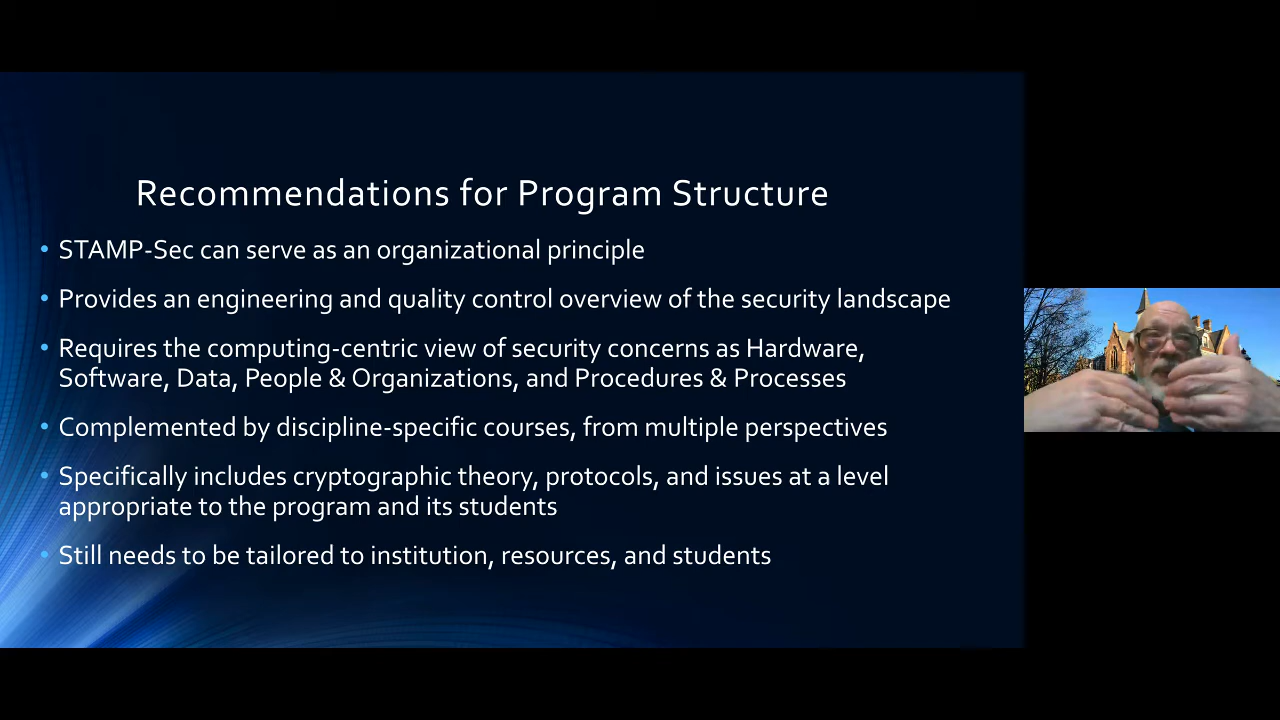 Recommendations for Program Structure
• STAMP-Sec can serve as an organizational principle
• Provides an engineering and quality control overview of the security landscape
• Requires the computing-centric view of security concerns as Hardware,
Software, Data, People & Organizations, and Procedures & Processes
• Complemented by discipline-specific courses, from multiple perspectives
• Specifically includes cryptographic theory, protocols, and issues at a level
appropriate to the program and its students
• Still needs to be tailored to institution, resources, and students